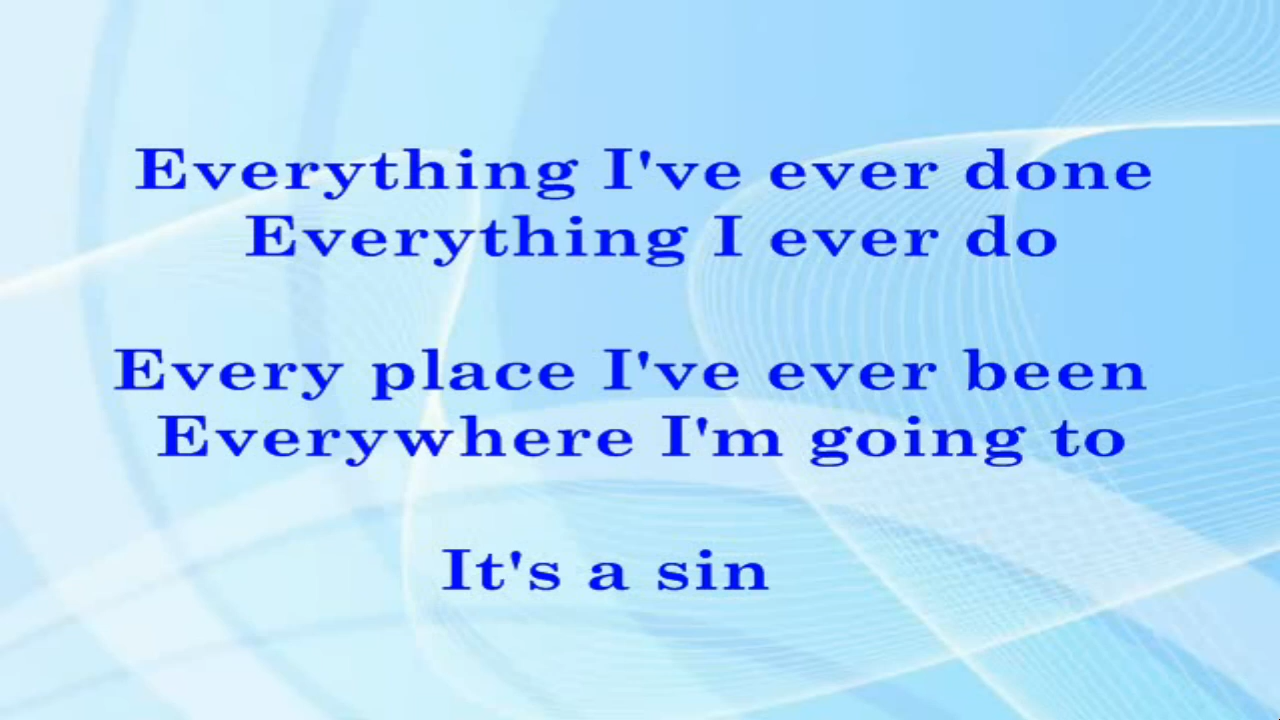 Everything I've ever done
Everything I ever do
Every place I've ever been
Everywhere I'm going to
It's a sin